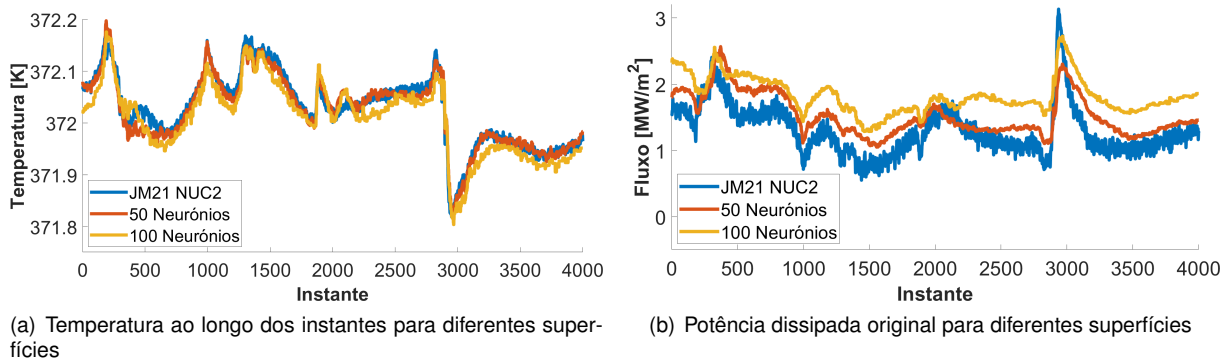 372.2
372.1
372
371.9
371.8
Temperatura [K]
JM21 NUC2
50 Neurónios
100 Neurónios
0 500 1000 1500 2000 2500 3000 3500 4000
Instante
(a) Temperatura ao longo dos instantes para diferentes super-
fícies
3
2
1
0
Fluxo [MW/m²]
JM21 NUC2
50 Neurónios
100 Neurónios
0 500 1000 1500 2000 2500 3000 3500 4000
Instante
(b) Potência dissipada original para diferentes superfícies